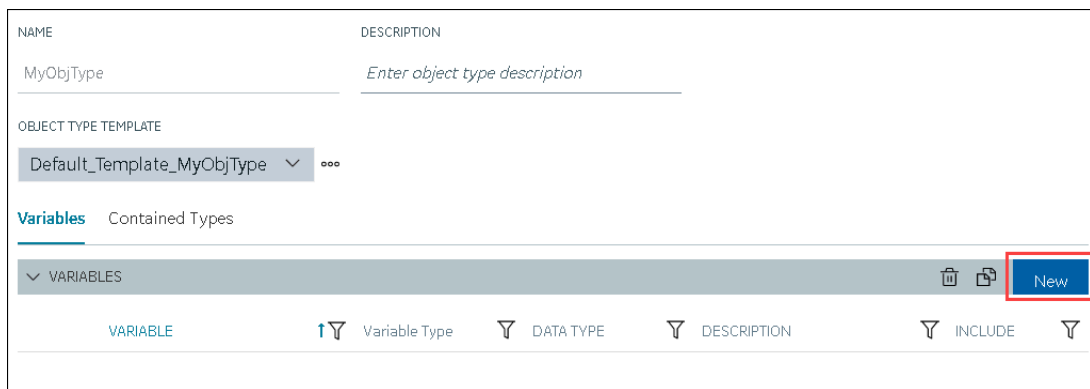 NAME DESCRIPTION
MyObjType Enter object type description
OBJECT TYPE TEMPLATE
Default_Template_MyObjType
Variables Contained Types
VARIABLES New
VARIABLE Variable Type DATA TYPE DESCRIPTION INCLUDE